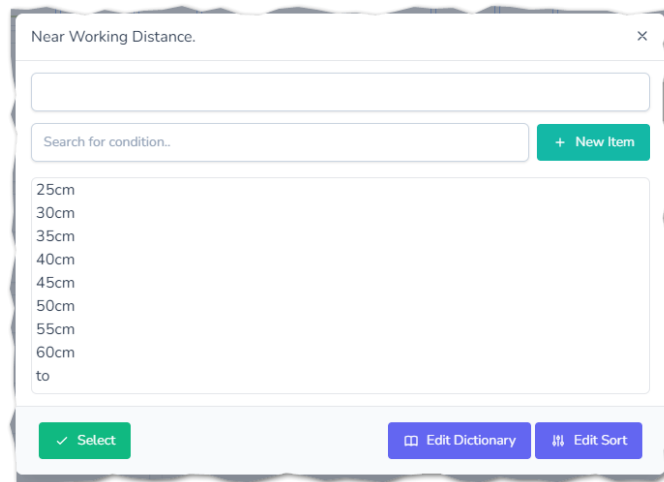 Near Working Distance.
Search for condition..
+ New Item
25cm
30cm
35cm
40cm
45cm
50cm
55cm
60cm
to
Select
Edit Dictionary
Edit Sort